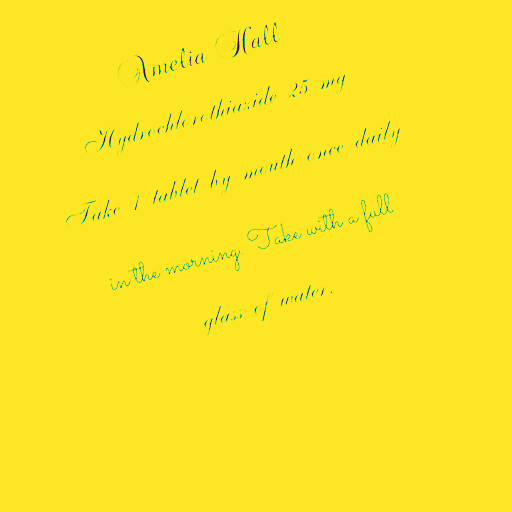 Amelia Hall
Hydrochlorothiazide 25 mg
Take 1 tablet by mouth once daily
in the morning. Take with a full
glass of water.